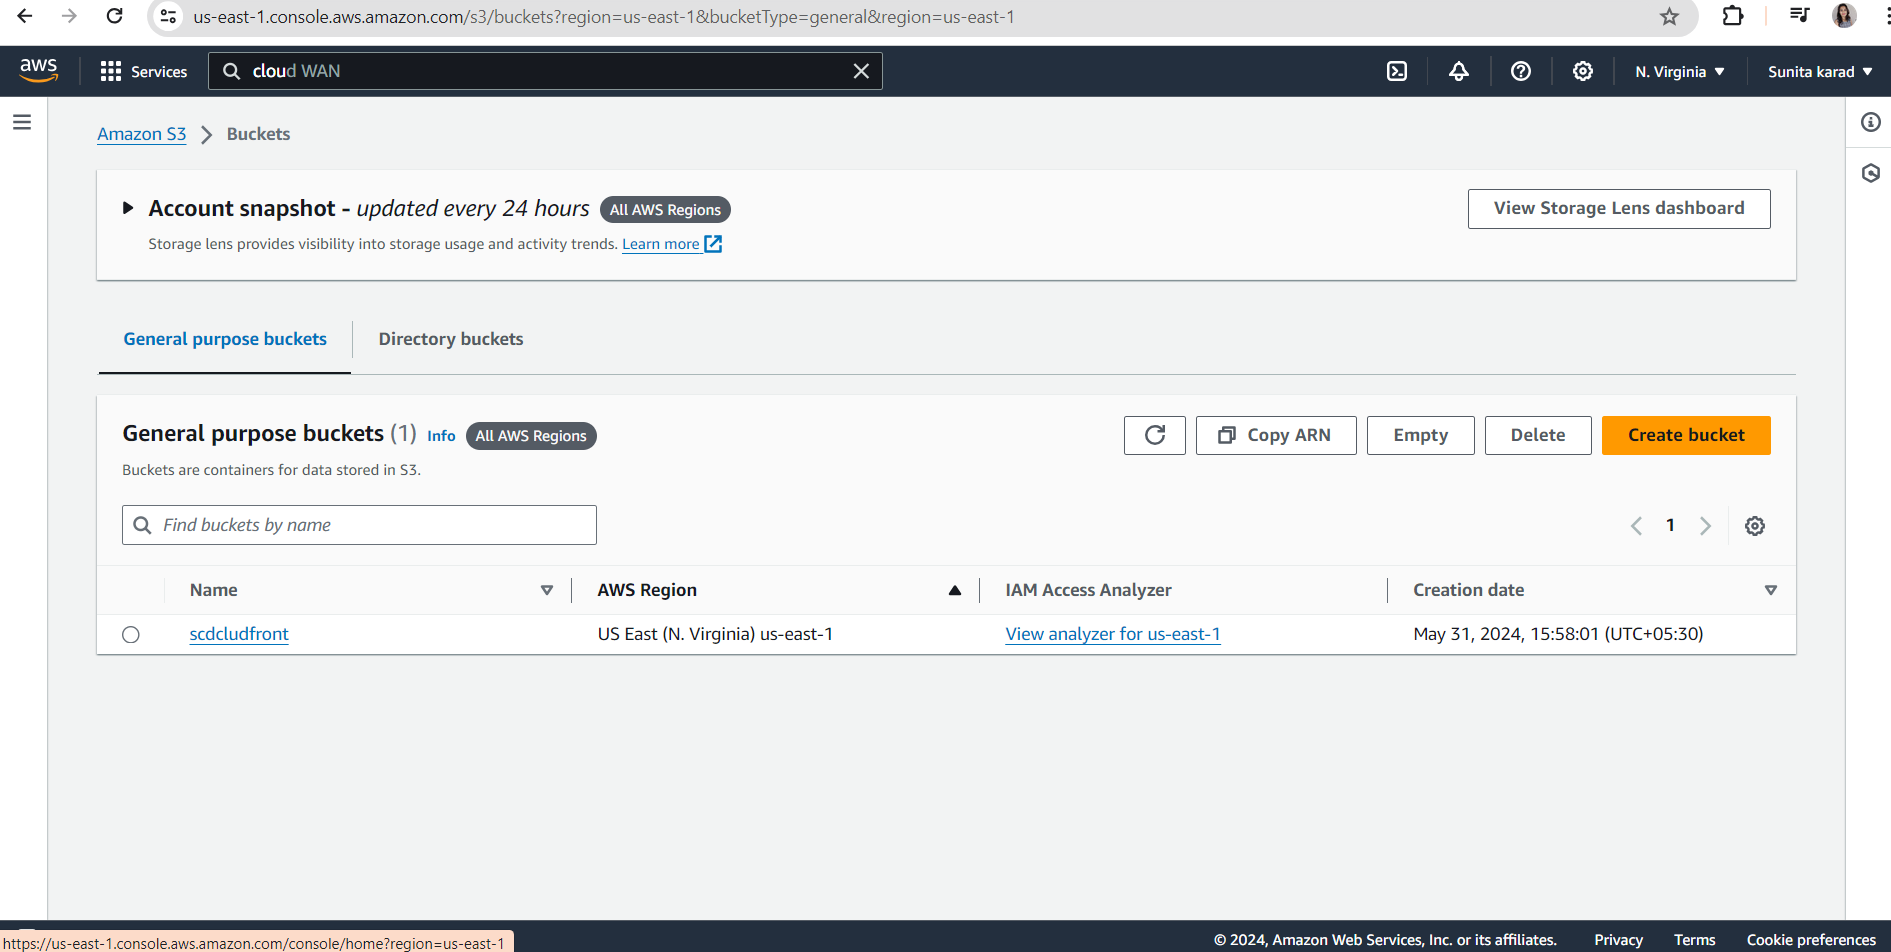 us-east-1.console.aws.amazon.com/s3/buckets?region=us-east-1&bucketType=general&region=us-east-1
aws Services cloud WAN N. Virginia Sunita karad
Amazon S3 Buckets
Account snapshot - updated every 24 hours All AWS Regions View Storage Lens dashboard
Storage lens provides visibility into storage usage and activity trends. Learn more
General purpose buckets Directory buckets
General purpose buckets (1) Info All AWS Regions Copy ARN Empty Delete Create bucket
Buckets are containers for data stored in S3.
Find buckets by name 1
Name AWS Region IAM Access Analyzer Creation date
scdcludfront US East (N. Virginia) us-east-1 View analyzer for us-east-1 May 31, 2024, 15:58:01 (UTC+05:30)
https://us-east-1.console.aws.amazon.com/console/home?region=us-east-1 © 2024, Amazon Web Services, Inc. or its affiliates. Privacy Terms Cookie preferences